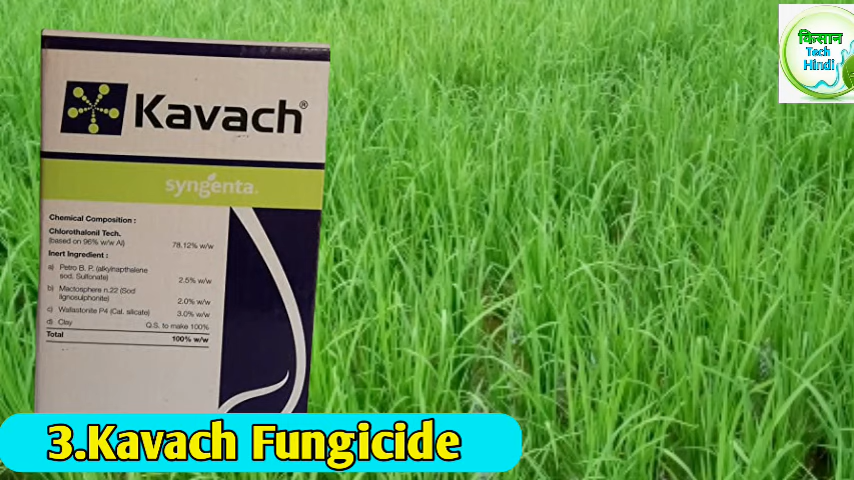 किसान
Tech
Hindi
Kavach®
syngenta.
Chemical Composition :
Chlorothalonil Tech.
(based on 96% w/w AI) 78.12% w/w
Inert Ingredient :
a) Petro B. P. (alkylnapthalene
sod. Sulfonate) 2.5% w/w
b) Mactosphere n.22 (Sod
lignosulphonite) 2.0% w/w
c) Wallastonite P4 (Cal. silicate) 3.0% w/w
d) Clay Q.S. to make 100%
Total 100% w/w
3.Kavach Fungicide